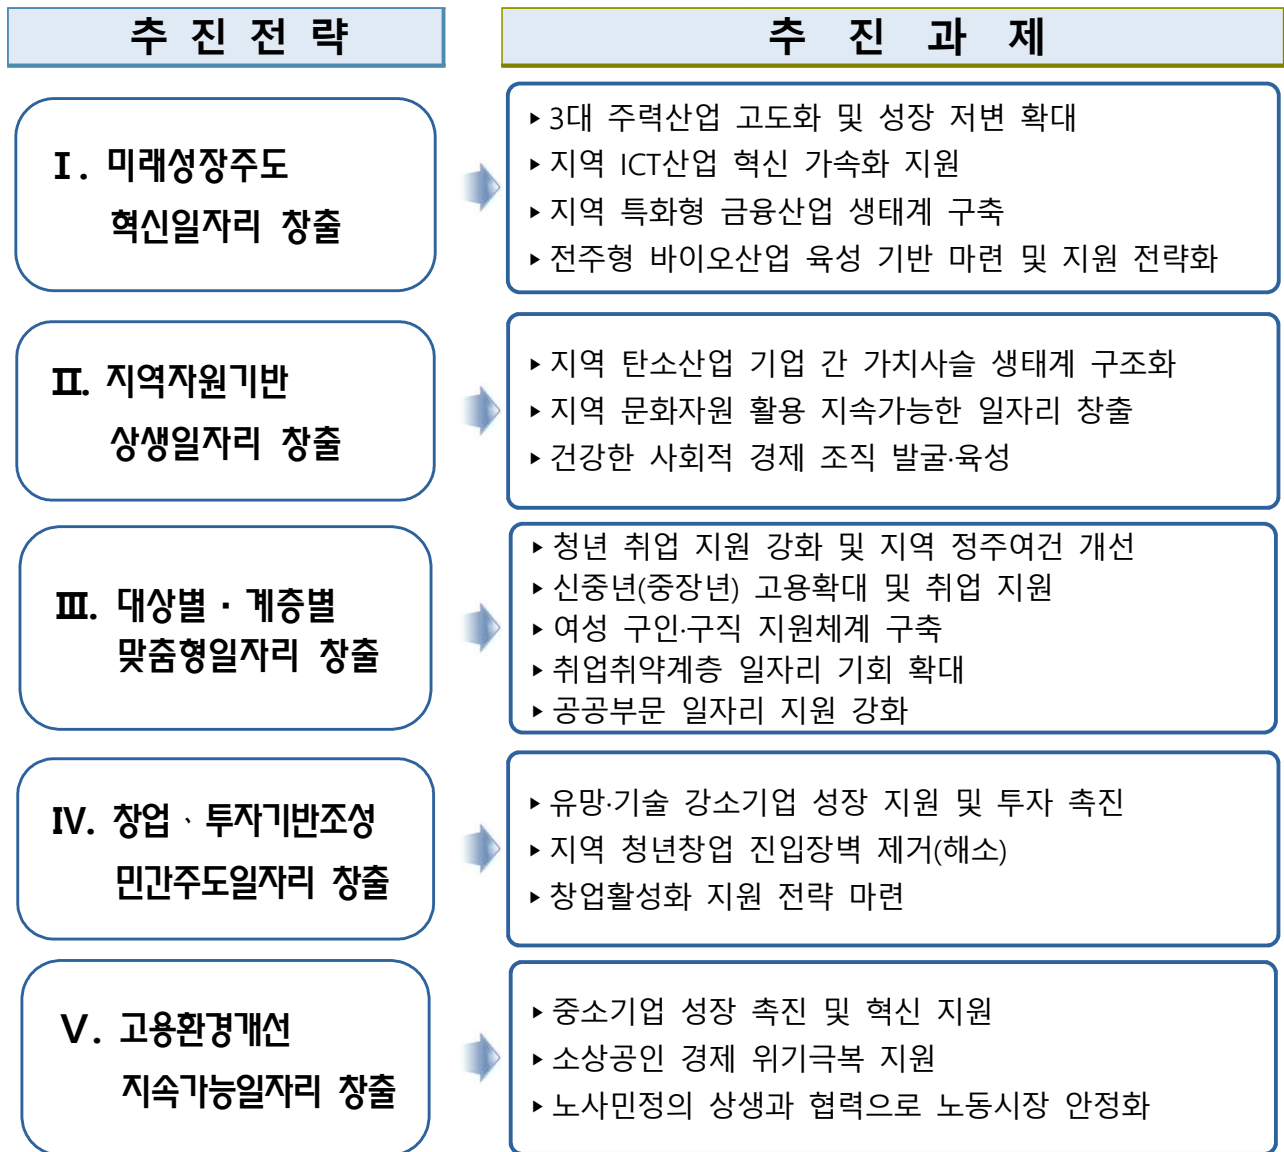 추 진 전 략
추 진 과 제
Ⅰ. 미래성장주도
혁신일자리 창출
▸3대 주력산업 고도화 및 성장 저변 확대
▸지역 ICT산업 혁신 가속화 지원
▸지역 특화형 금융산업 생태계 구축
▸전주형 바이오산업 육성 기반 마련 및 지원 전략화
Ⅱ. 지역자원기반
상생일자리 창출
▸지역 탄소산업 기업 간 가치사슬 생태계 구조화
▸지역 문화자원 활용 지속가능한 일자리 창출
▸건강한 사회적 경제 조직 발굴·육성
Ⅲ. 대상별·계층별
맞춤형일자리 창출
▸청년 취업 지원 강화 및 지역 정주여건 개선
▸신중년(중장년) 고용확대 및 취업 지원
▸여성 구인·구직 지원체계 구축
▸취업취약계층 일자리 기회 확대
▸공공부문 일자리 지원 강화
Ⅳ. 창업、투자기반조성
민간주도일자리 창출
▸유망·기술 강소기업 성장 지원 및 투자 촉진
▸지역 청년창업 진입장벽 제거(해소)
▸창업활성화 지원 전략 마련
Ⅴ. 고용환경개선
지속가능일자리 창출
▸중소기업 성장 촉진 및 혁신 지원
▸소상공인 경제 위기극복 지원
▸노사민정의 상생과 협력으로 노동시장 안정화